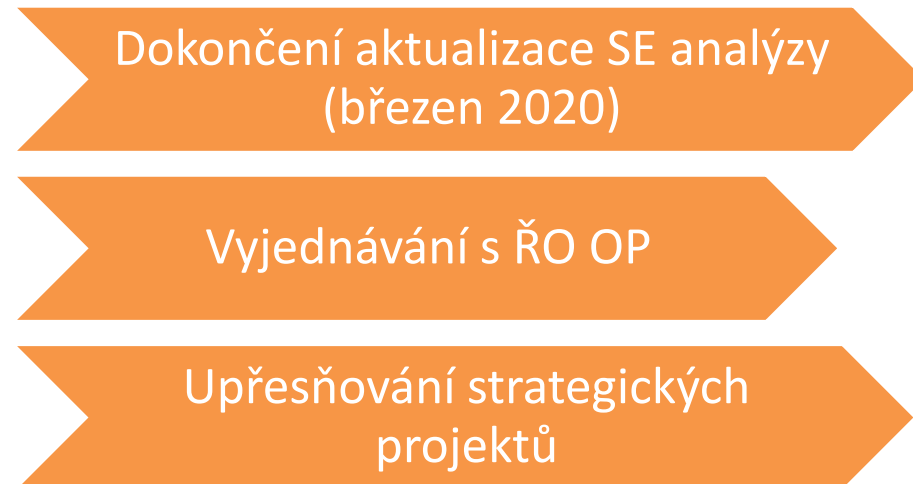 Dokončení aktualizace SE analýzy
(březen 2020)
Vyjednávání s ŘO OP
Upřesňování strategických
projektů